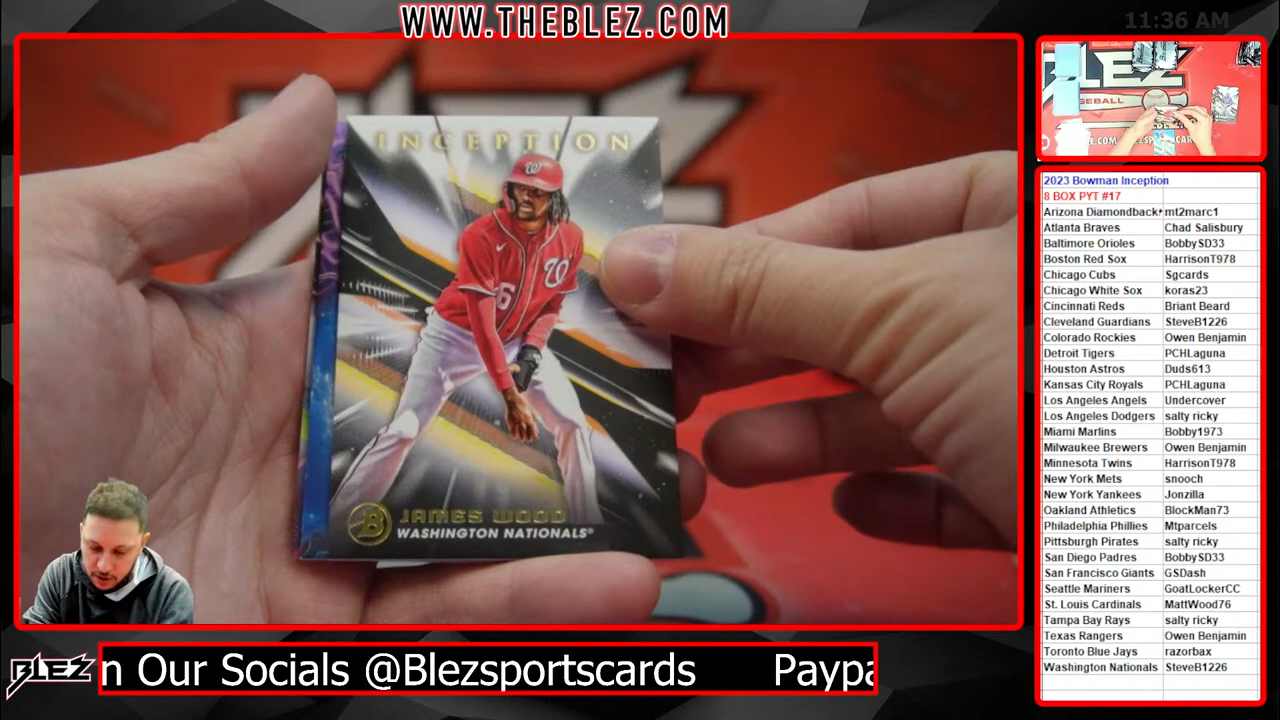 WWW.THEBLEZ.COM
11:36 AM
INCEPTION
W
W
6
B
JAMES WOOD
WASHINGTON NATIONALS®
BLEZ
n Our Socials @Blezsportscards Paypa
2023 Bowman Inception
8 BOX PYT #17
Arizona Diamondback mt2marc1
Atlanta Braves Chad Salisbury
Baltimore Orioles BobbySD33
Boston Red Sox HarrisonT978
Chicago Cubs Sgcards
Chicago White Sox koras23
Cincinnati Reds Briant Beard
Cleveland Guardians SteveB1226
Colorado Rockies Owen Benjamin
Detroit Tigers PCHLaguna
Houston Astros Duds613
Kansas City Royals PCHLaguna
Los Angeles Angels Undercover
Los Angeles Dodgers salty ricky
Miami Marlins Bobby1973
Milwaukee Brewers Owen Benjamin
Minnesota Twins HarrisonT978
New York Mets snooch
New York Yankees Jonzilla
Oakland Athletics BlockMan73
Philadelphia Phillies Mtparcels
Pittsburgh Pirates salty ricky
San Diego Padres BobbySD33
San Francisco Giants GSDash
Seattle Mariners GoatLockerCC
St. Louis Cardinals MattWood76
Tampa Bay Rays salty ricky
Texas Rangers Owen Benjamin
Toronto Blue Jays razorbax
Washington Nationals SteveB1226